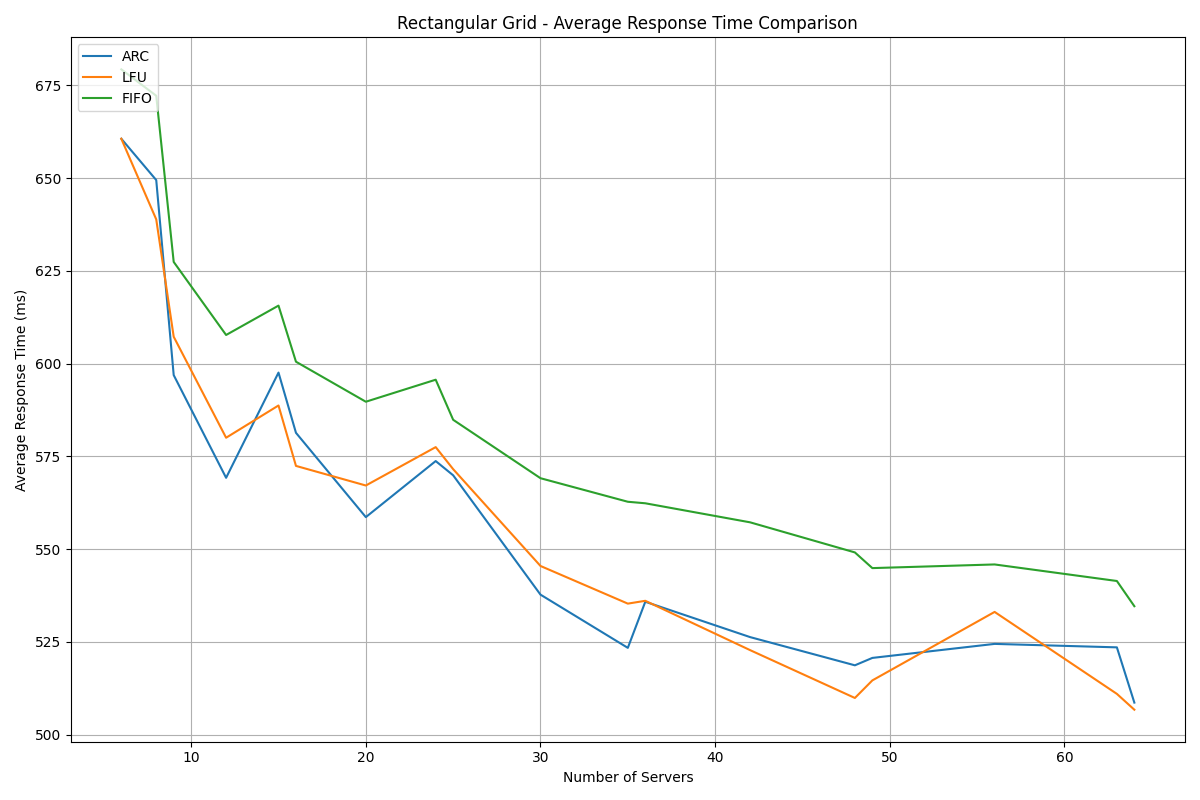 Rectangular Grid - Average Response Time Comparison
ARC
LFU
FIFO
675
650
625
600
575
550
525
500
Average Response Time (ms)
10
20
30
40
50
60
Number of Servers